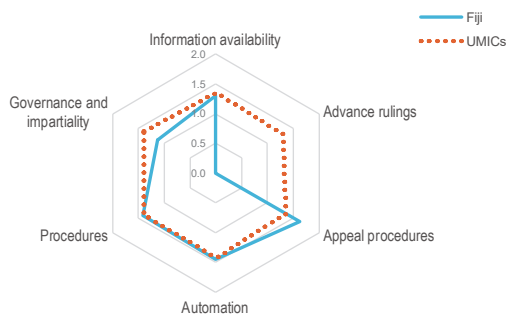 Fiji
UMICs
Information availability
2.0
1.5
1.0
0.5
0.0
Governance and
impartiality
Advance rulings
Procedures
Appeal procedures
Automation